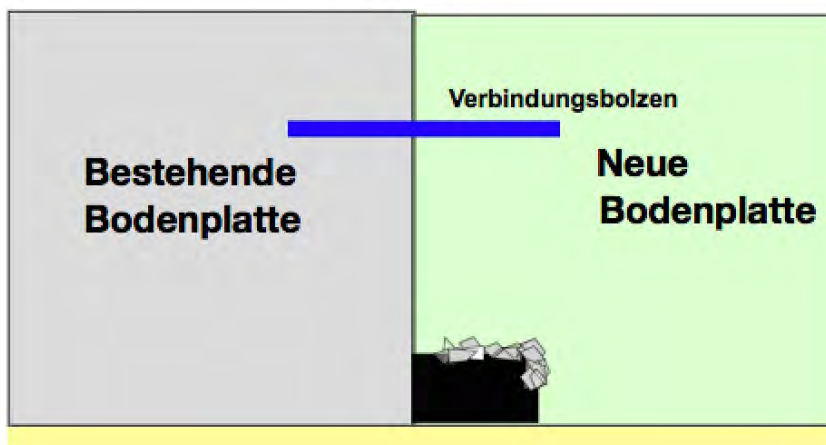 Verbindungsbolzen
Bestehende
Bodenplatte
Neue
Bodenplatte